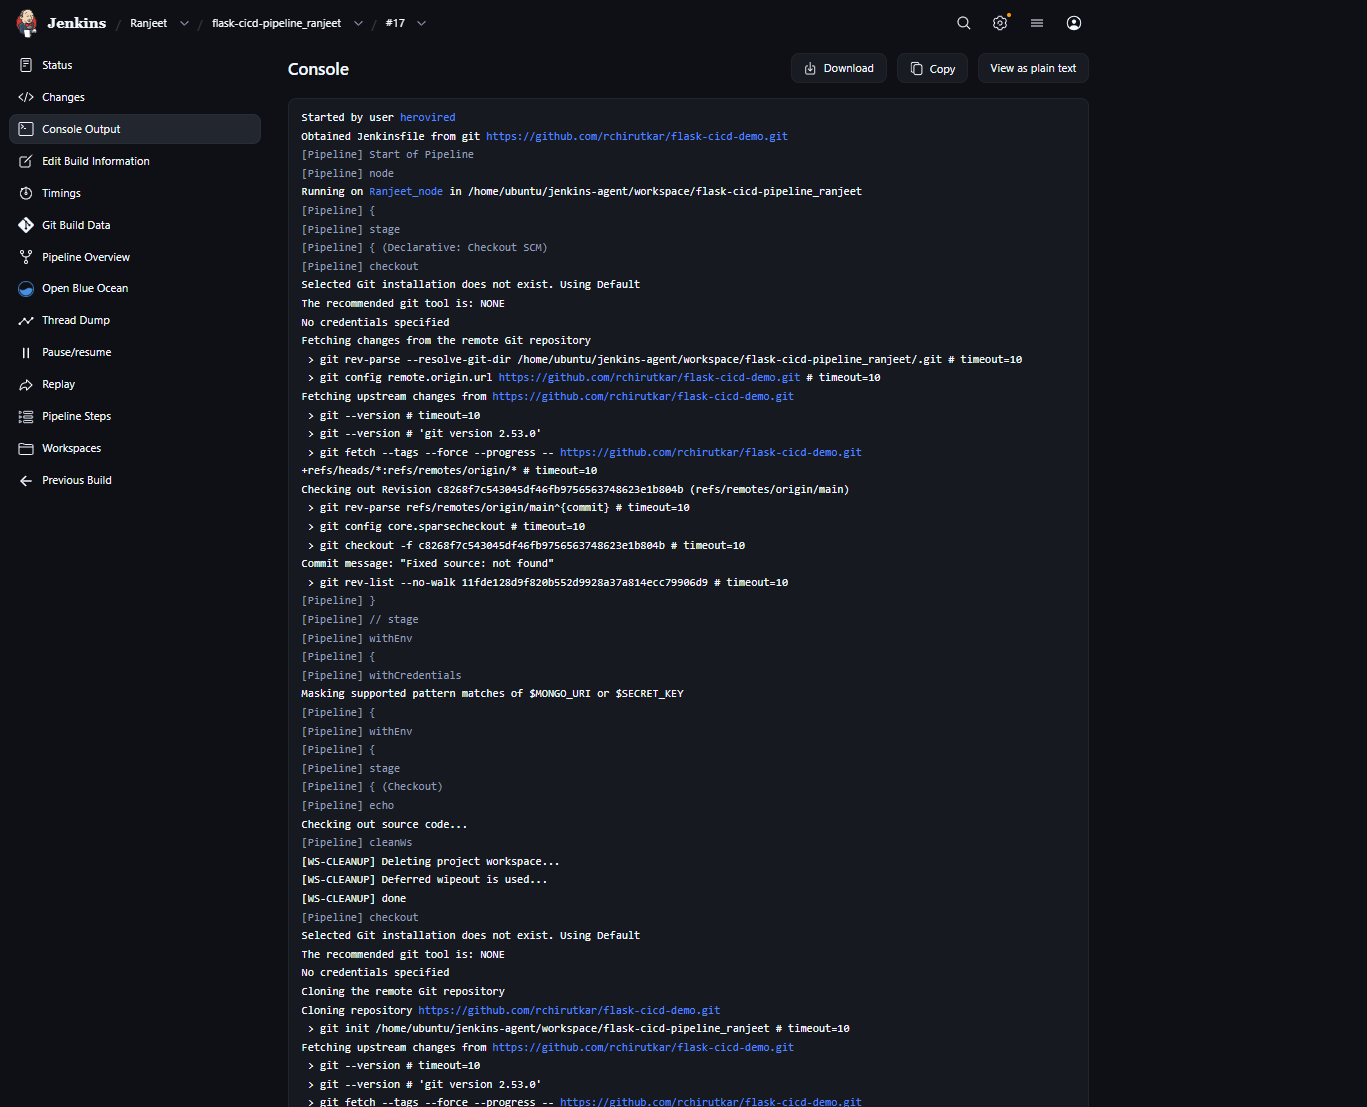 Jenkins / Ranjeet / flask-cicd-pipeline_ranjeet / #17
Status
Changes
Console Output
Edit Build Information
Timings
Git Build Data
Pipeline Overview
Open Blue Ocean
Thread Dump
Pause/resume
Replay
Pipeline Steps
Workspaces
Previous Build
Console
Download
Copy
View as plain text
Started by user herovired
Obtained Jenkinsfile from git https://github.com/rchirutkar/flask-cicd-demo.git
[Pipeline] Start of Pipeline
[Pipeline] node
Running on Ranjeet_node in /home/ubuntu/jenkins-agent/workspace/flask-cicd-pipeline_ranjeet
[Pipeline] {
[Pipeline] stage
[Pipeline] { (Declarative: Checkout SCM)
[Pipeline] checkout
Selected Git installation does not exist. Using Default
The recommended git tool is: NONE
No credentials specified
Fetching changes from the remote Git repository
> git rev-parse --resolve-git-dir /home/ubuntu/jenkins-agent/workspace/flask-cicd-pipeline_ranjeet/.git # timeout=10
> git config remote.origin.url https://github.com/rchirutkar/flask-cicd-demo.git # timeout=10
Fetching upstream changes from https://github.com/rchirutkar/flask-cicd-demo.git
> git --version # timeout=10
> git --version # 'git version 2.53.0'
> git fetch --tags --force --progress -- https://github.com/rchirutkar/flask-cicd-demo.git
+refs/heads/*:refs/remotes/origin/* # timeout=10
Checking out Revision c8268f7c543045df46fb9756563748623e1b804b (refs/remotes/origin/main)
> git rev-parse refs/remotes/origin/main^{commit} # timeout=10
> git config core.sparsecheckout # timeout=10
> git checkout -f c8268f7c543045df46fb9756563748623e1b804b # timeout=10
Commit message: "Fixed source: not found"
> git rev-list --no-walk 11fde128d9f820b552d9928a37a814ecc79906d9 # timeout=10
[Pipeline] }
[Pipeline] // stage
[Pipeline] withEnv
[Pipeline] {
[Pipeline] withCredentials
Masking supported pattern matches of $MONGO_URI or $SECRET_KEY
[Pipeline] {
[Pipeline] withEnv
[Pipeline] {
[Pipeline] stage
[Pipeline] { (Checkout)
[Pipeline] echo
Checking out source code...
[Pipeline] cleanWs
[WS-CLEANUP] Deleting project workspace...
[WS-CLEANUP] Deferred wipeout is used...
[WS-CLEANUP] done
[Pipeline] checkout
Selected Git installation does not exist. Using Default
The recommended git tool is: NONE
No credentials specified
Cloning the remote Git repository
Cloning repository https://github.com/rchirutkar/flask-cicd-demo.git
> git init /home/ubuntu/jenkins-agent/workspace/flask-cicd-pipeline_ranjeet # timeout=10
Fetching upstream changes from https://github.com/rchirutkar/flask-cicd-demo.git
> git --version # timeout=10
> git --version # 'git version 2.53.0'
> git fetch --tags --force --progress -- https://github.com/rchirutkar/flask-cicd-demo.git